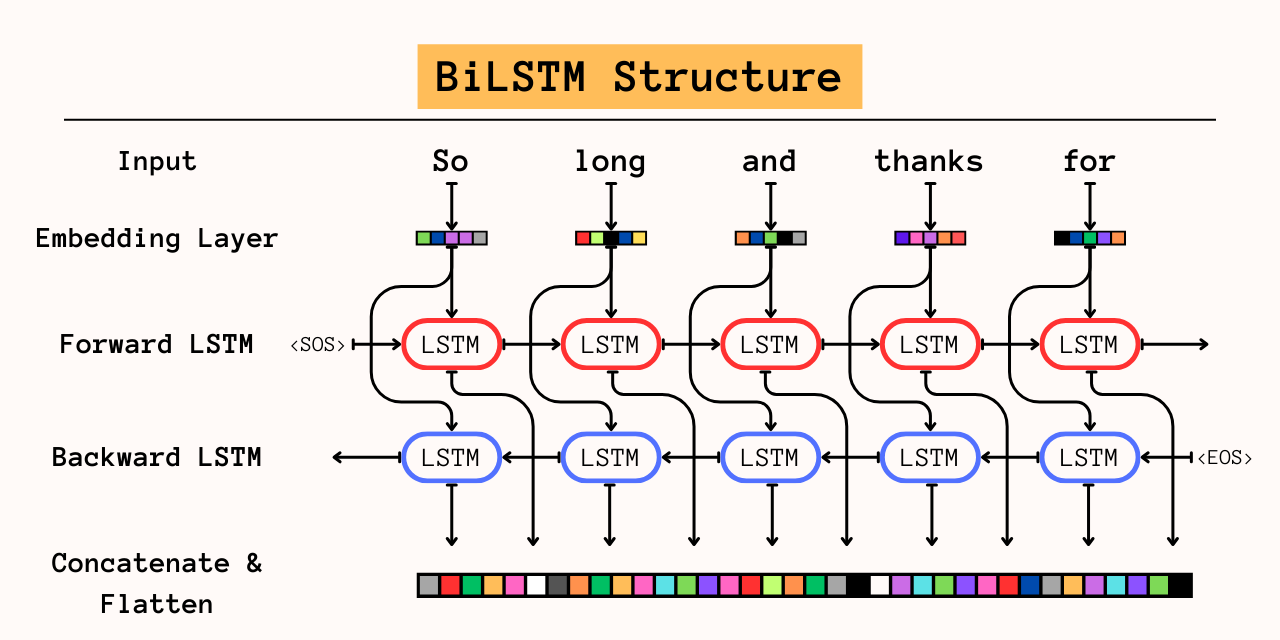 BiLSTM Structure
Input So long and thanks for
Embedding Layer
Forward LSTM <SOS> LSTM LSTM LSTM LSTM LSTM
Backward LSTM LSTM LSTM LSTM LSTM LSTM <EOS>
Concatenate &
Flatten